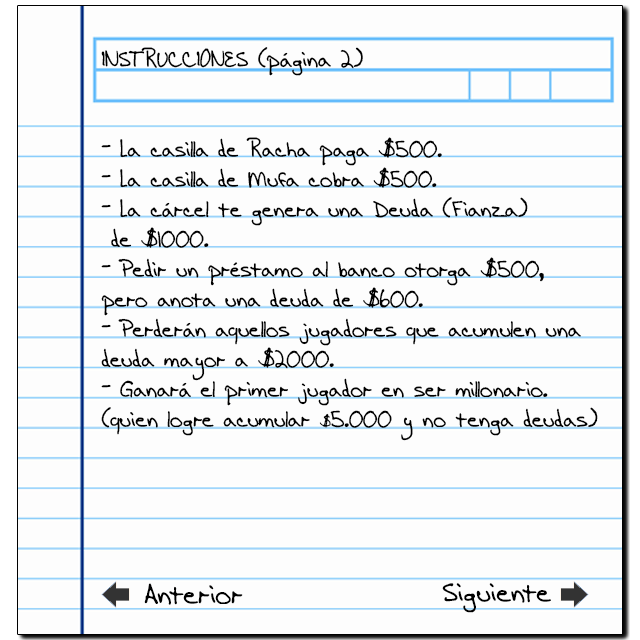 INSTRUCCIONES (página 2)
- La casilla de Racha paga $500.
- La casilla de Mufa cobra $500.
- La cárcel te genera una Deuda (Fianza)
de $1000.
- Pedir un préstamo al banco otorga $500,
pero anota una deuda de $600.
- Perderán aquellos jugadores que acumulen una
deuda mayor a $2000.
- Ganará el primer jugador en ser millonario.
(quien logre acumular $5.000 y no tenga deudas)
Anterior Siguiente